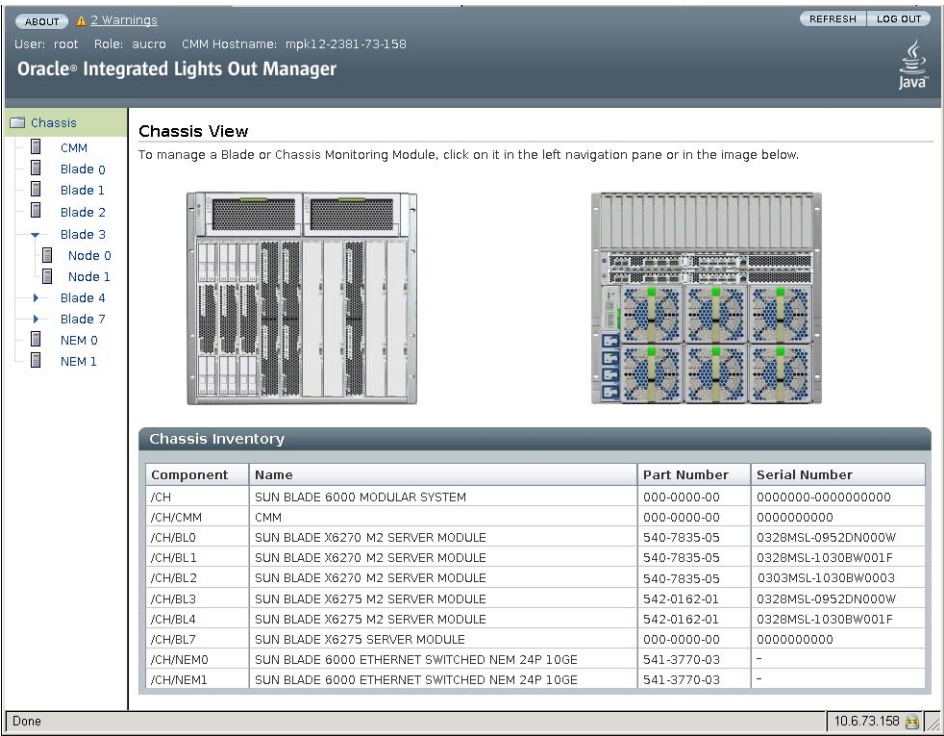 ABOUT 2 Warnings REFRESH LOG OUT
User: root Role: aucro CMM Hostname: mpk12-2381-73-158
Oracle® Integrated Lights Out Manager
Java™
Chassis
CMM
Blade 0
Blade 1
Blade 2
Blade 3
Node 0
Node 1
Blade 4
Blade 7
NEM 0
NEM 1
Chassis View
To manage a Blade or Chassis Monitoring Module, click on it in the left navigation pane or in the image below.
Chassis Inventory
Component Name Part Number Serial Number
/CH SUN BLADE 6000 MODULAR SYSTEM 000-0000-00 0000000-0000000000
/CH/CMM CMM 000-0000-00 0000000000
/CH/BL0 SUN BLADE X6270 M2 SERVER MODULE 540-7835-05 0328MSL-0952DN000W
/CH/BL1 SUN BLADE X6270 M2 SERVER MODULE 540-7835-05 0328MSL-1030BW001F
/CH/BL2 SUN BLADE X6270 M2 SERVER MODULE 540-7835-05 0303MSL-1030BW0003
/CH/BL3 SUN BLADE X6275 M2 SERVER MODULE 542-0162-01 0328MSL-0952DN000W
/CH/BL4 SUN BLADE X6275 M2 SERVER MODULE 542-0162-01 0328MSL-1030BW001F
/CH/BL7 SUN BLADE X6275 SERVER MODULE 000-0000-00 0000000000
/CH/NEM0 SUN BLADE 6000 ETHERNET SWITCHED NEM 24P 10GE 541-3770-03 –
/CH/NEM1 SUN BLADE 6000 ETHERNET SWITCHED NEM 24P 10GE 541-3770-03 –
Done 10.6.73.158